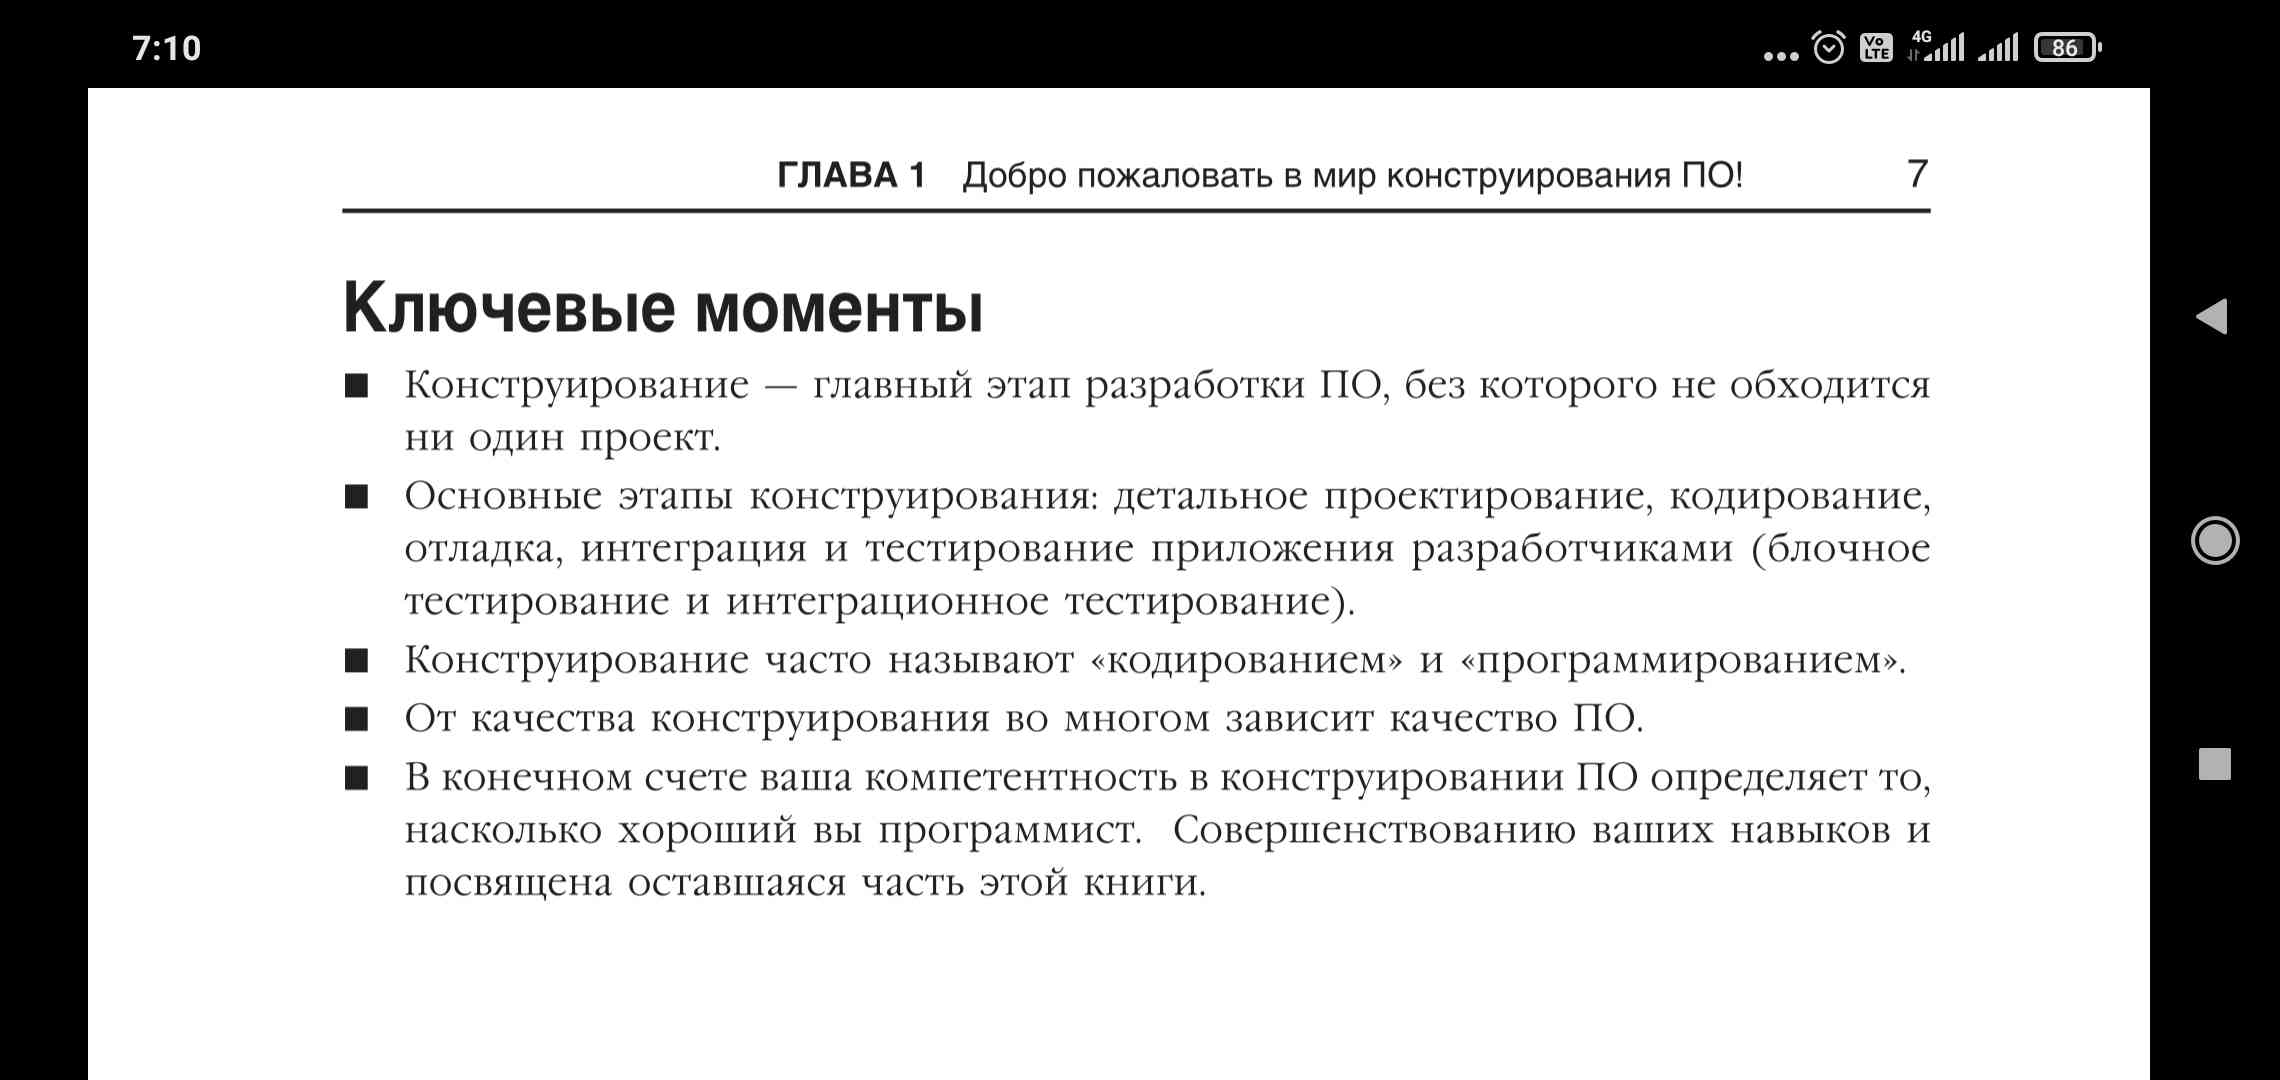 7:10
Vo LTE 4G 86
ГЛАВА 1 Добро пожаловать в мир конструирования ПО! 7
Ключевые моменты
■ Конструирование — главный этап разработки ПО, без которого не обходится
ни один проект.
■ Основные этапы конструирования: детальное проектирование, кодирование,
отладка, интеграция и тестирование приложения разработчиками (блочное
тестирование и интеграционное тестирование).
■ Конструирование часто называют «кодированием» и «программированием».
■ От качества конструирования во многом зависит качество ПО.
■ В конечном счете ваша компетентность в конструировании ПО определяет то,
насколько хороший вы программист. Совершенствованию ваших навыков и
посвящена оставшаяся часть этой книги.